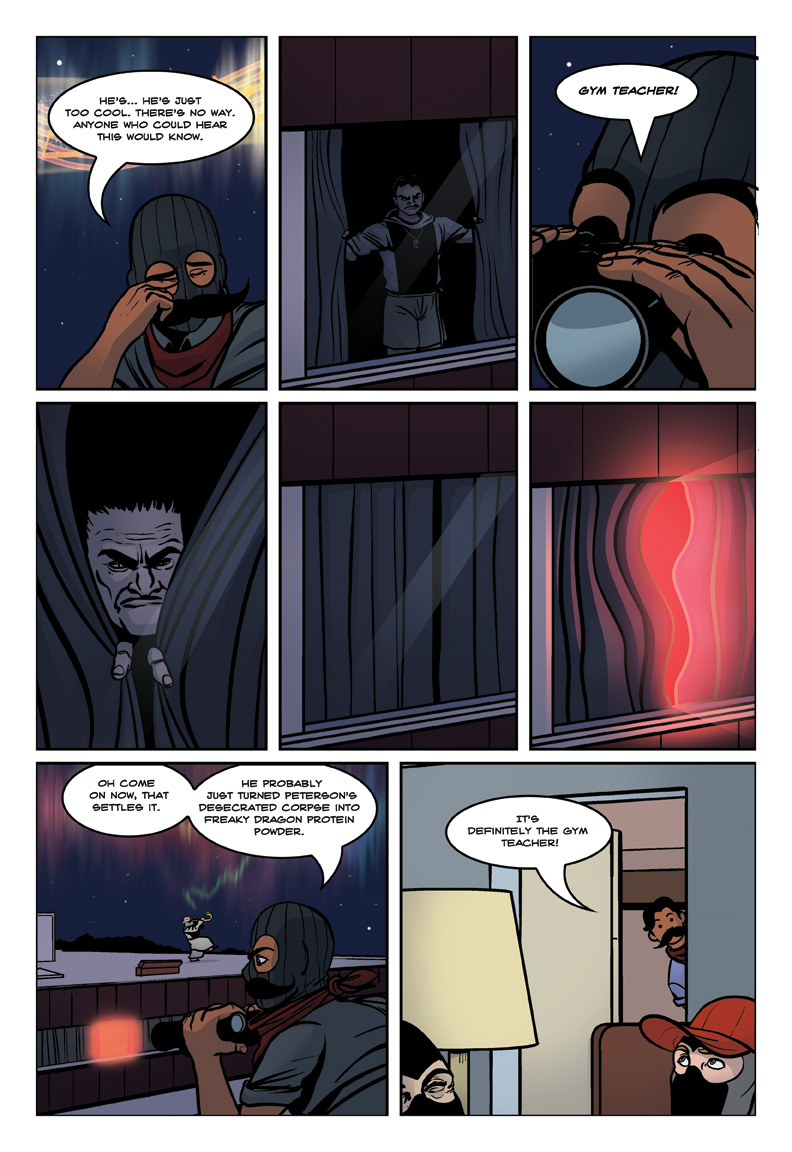 HE'S... HE'S JUST
TOO COOL. THERE'S NO WAY.
ANYONE WHO COULD HEAR
THIS WOULD KNOW.
GYM TEACHER!
OH COME
ON NOW, THAT
SETTLES IT.
HE PROBABLY
JUST TURNED PETERSON'S
DESECRATED CORPSE INTO
FREAKY DRAGON PROTEIN
POWDER.
IT'S
DEFINITELY THE GYM
TEACHER!